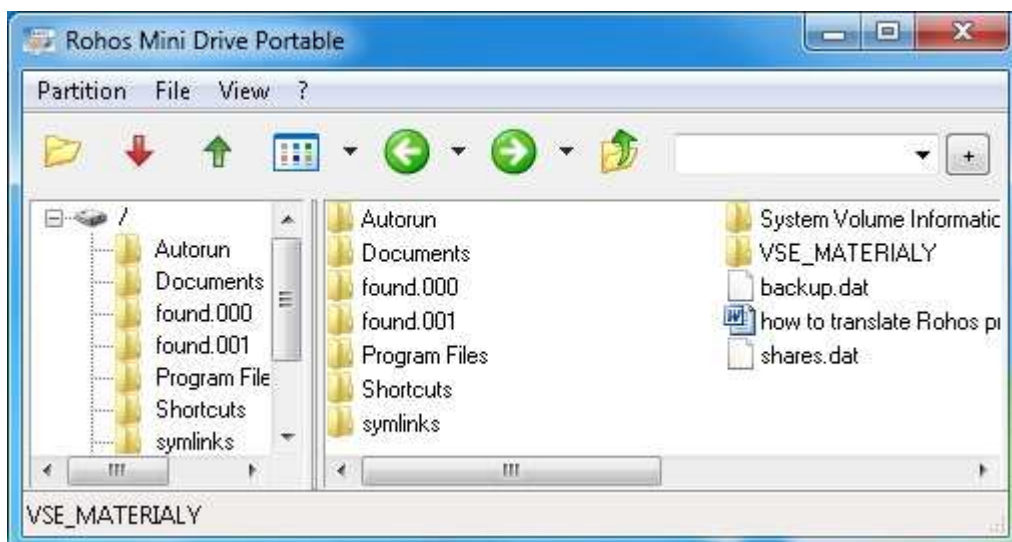 Rohos Mini Drive Portable
Partition File View ?
+
/
Autorun
Documents
found.000
found.001
Program File
Shortcuts
symlinks
Autorun
Documents
found.000
found.001
Program Files
Shortcuts
symlinks
System Volume Informatic
VSE_MATERIALY
backup.dat
how to translate Rohos pr
shares.dat
VSE_MATERIALY